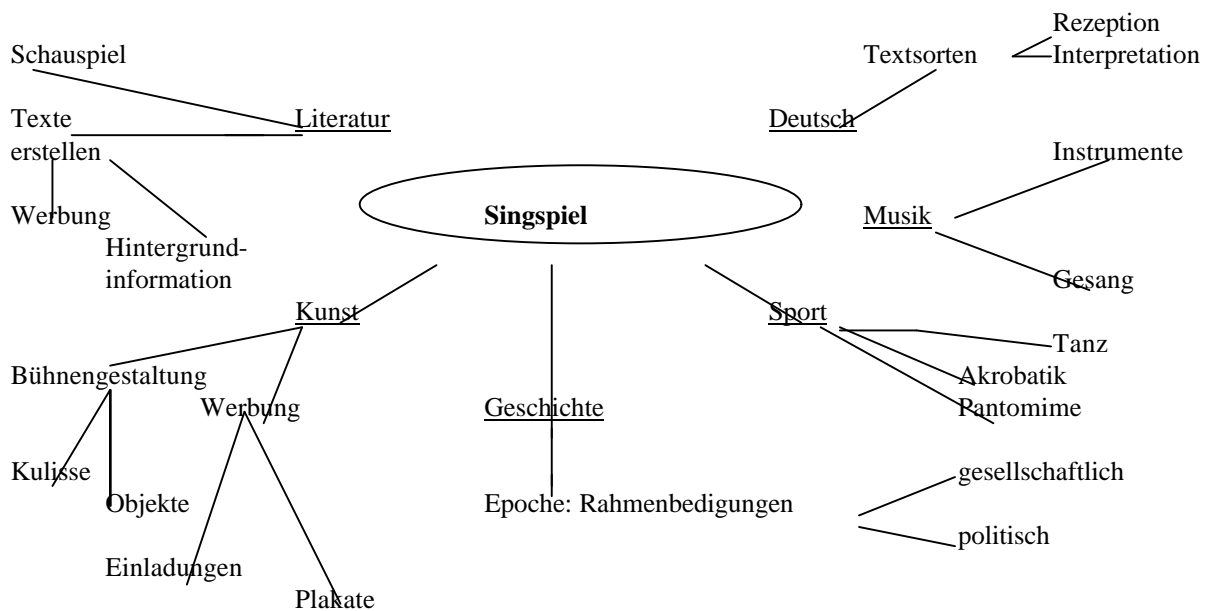 Rezeption
Schauspiel
Textsorten
Interpretation
Texte
erstellen
Literatur
Deutsch
Instrumente
Werbung
Singspiel
Musik
Hintergrund-
information
Gesang
Kunst
Sport
Tanz
Bühnengestaltung
Akrobatik
Werbung
Geschichte
Pantomime
Kulisse
gesellschaftlich
Objekte
Epoche: Rahmenbedigungen
politisch
Einladungen
Plakate